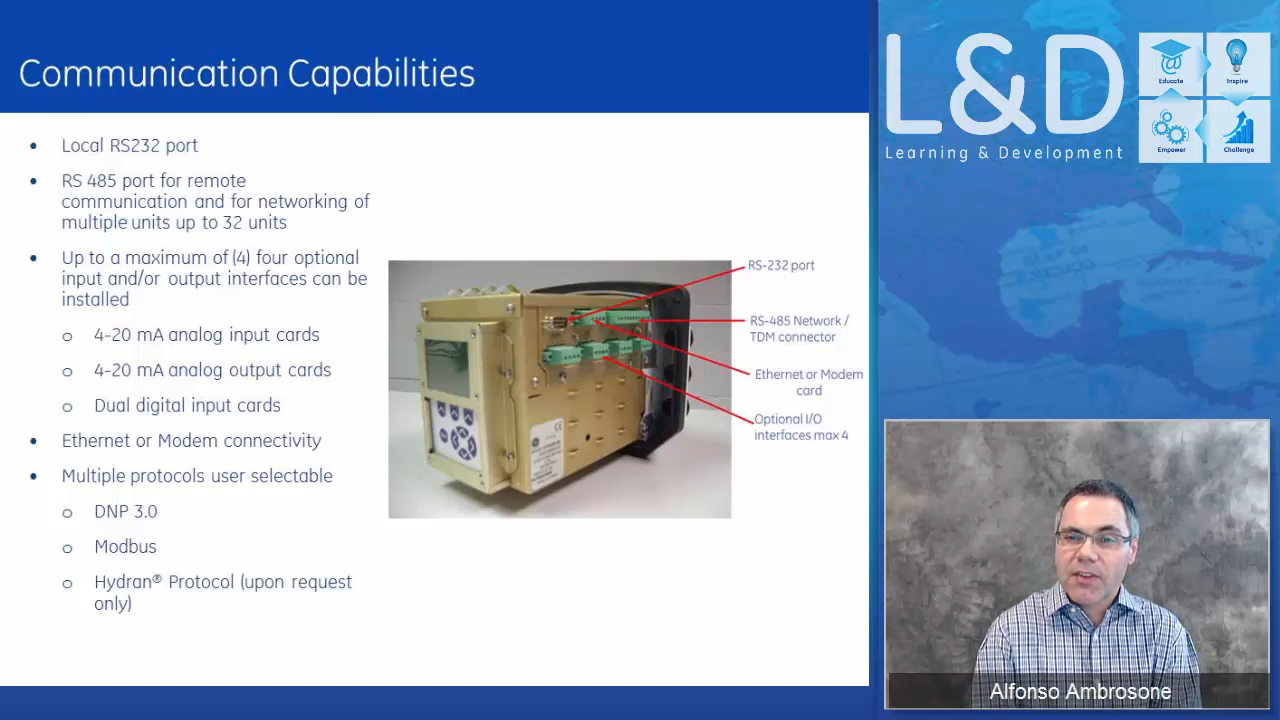 Communication Capabilities
• Local RS232 port
• RS 485 port for remote
communication and for networking of
multiple units up to 32 units
• Up to a maximum of (4) four optional
input and/or output interfaces can be
installed
o 4-20 mA analog input cards
o 4-20 mA analog output cards
o Dual digital input cards
• Ethernet or Modem connectivity
• Multiple protocols user selectable
o DNP 3.0
o Modbus
o Hydran® Protocol (upon request
only)
RS-232 port
RS-485 Network /
TDM connector
Ethernet or Modem
card
Optional I/O
interfaces max 4
L&D
Learning & Development
Educate
Inspire
Empower
Challenge
Alfonso Ambrosone